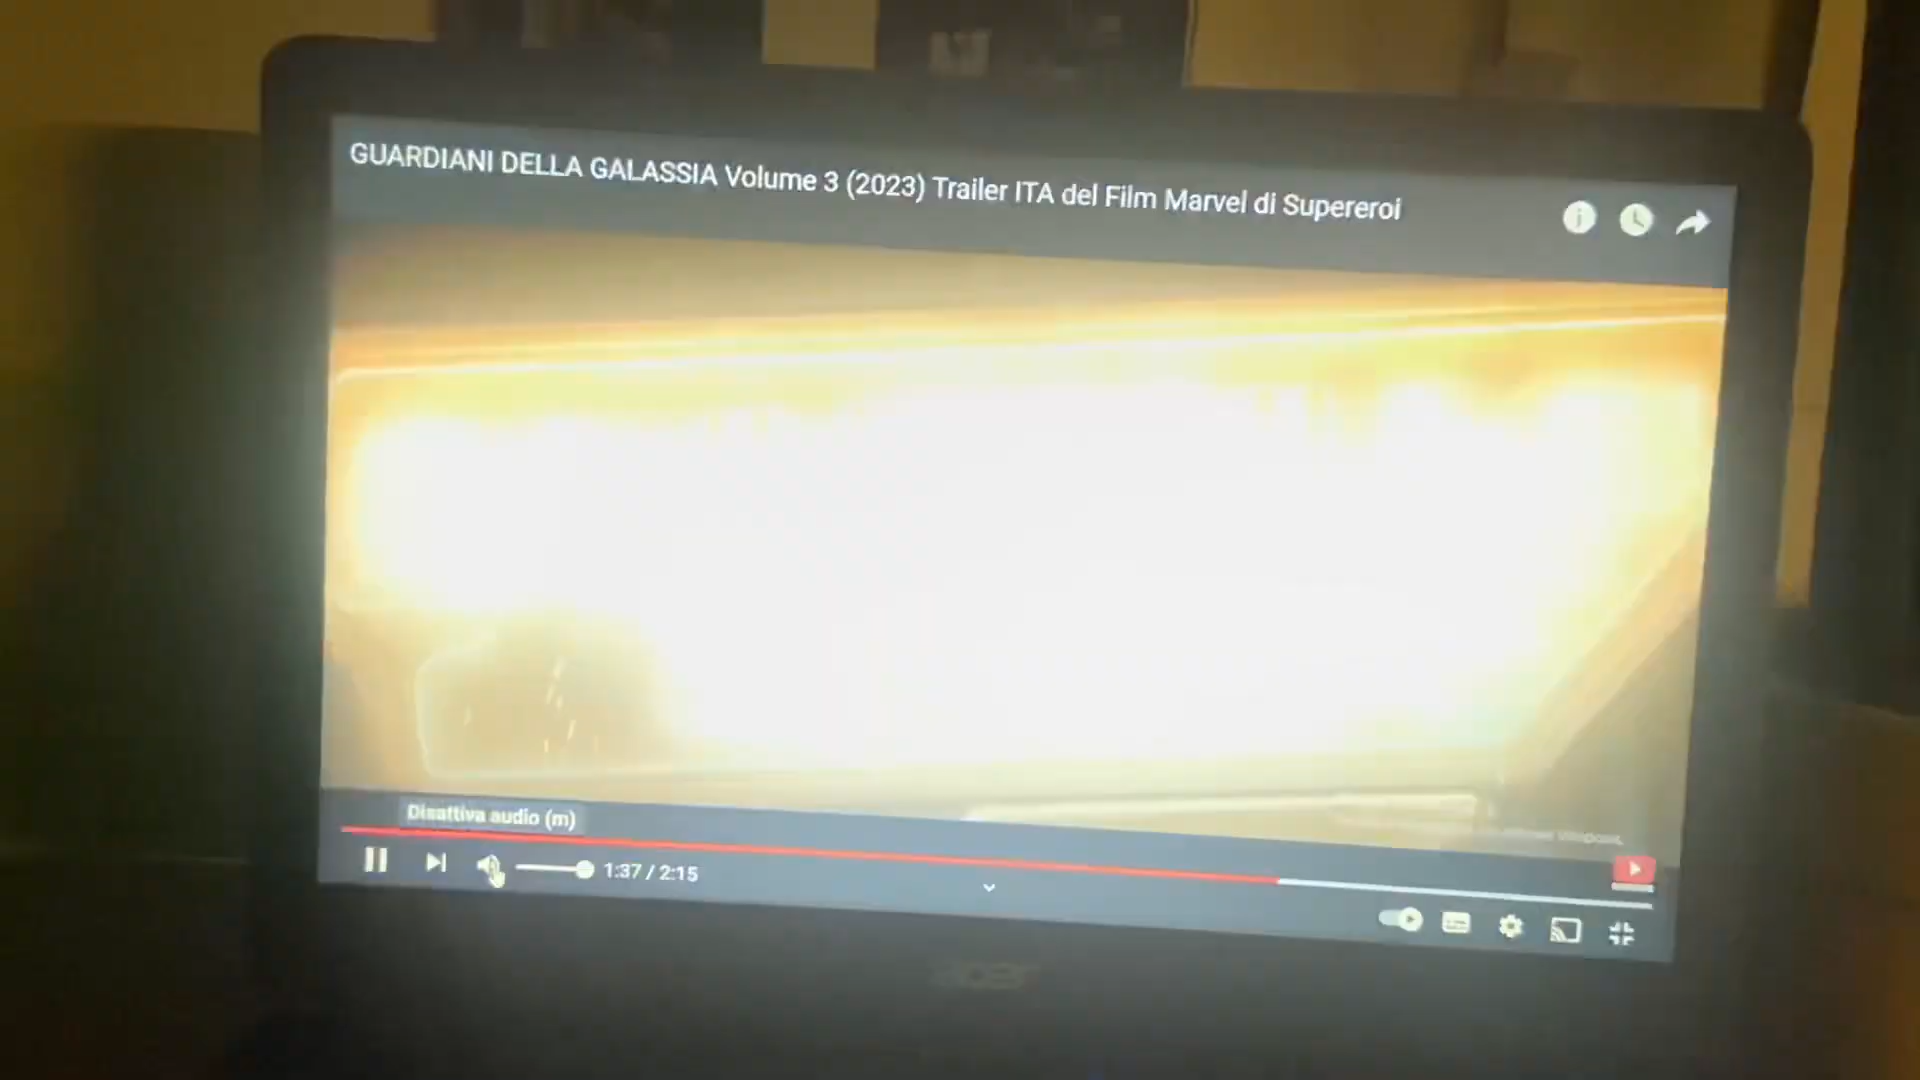 GUARDIANI DELLA GALASSIA Volume 3 (2023) Trailer ITA del Film Marvel di Supereroi
Disattiva audio (m)
1:37 / 2:15
acer